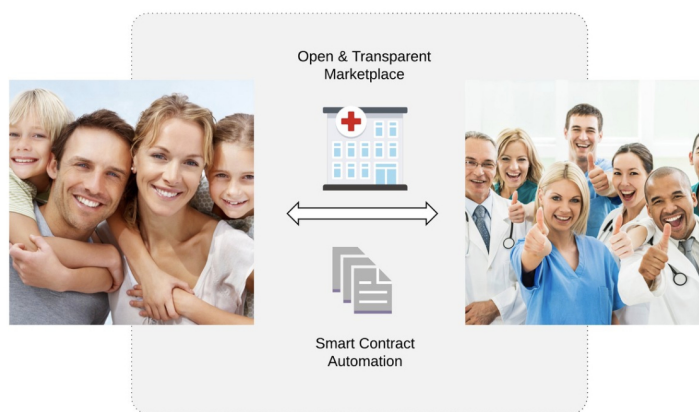 Open & Transparent
Marketplace
Smart Contract
Automation